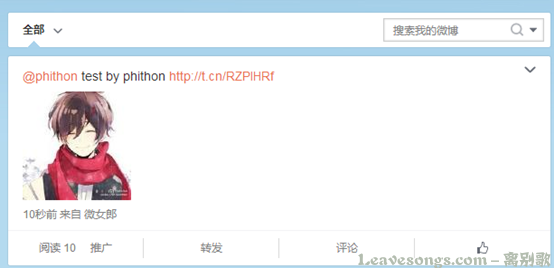 全部
搜索我的微博
@phithon test by phithon http://t.cn/RZPlHRf
10秒前 来自 微女郎
阅读 10 推广 转发 评论
Leavesongs.com – 离别歌